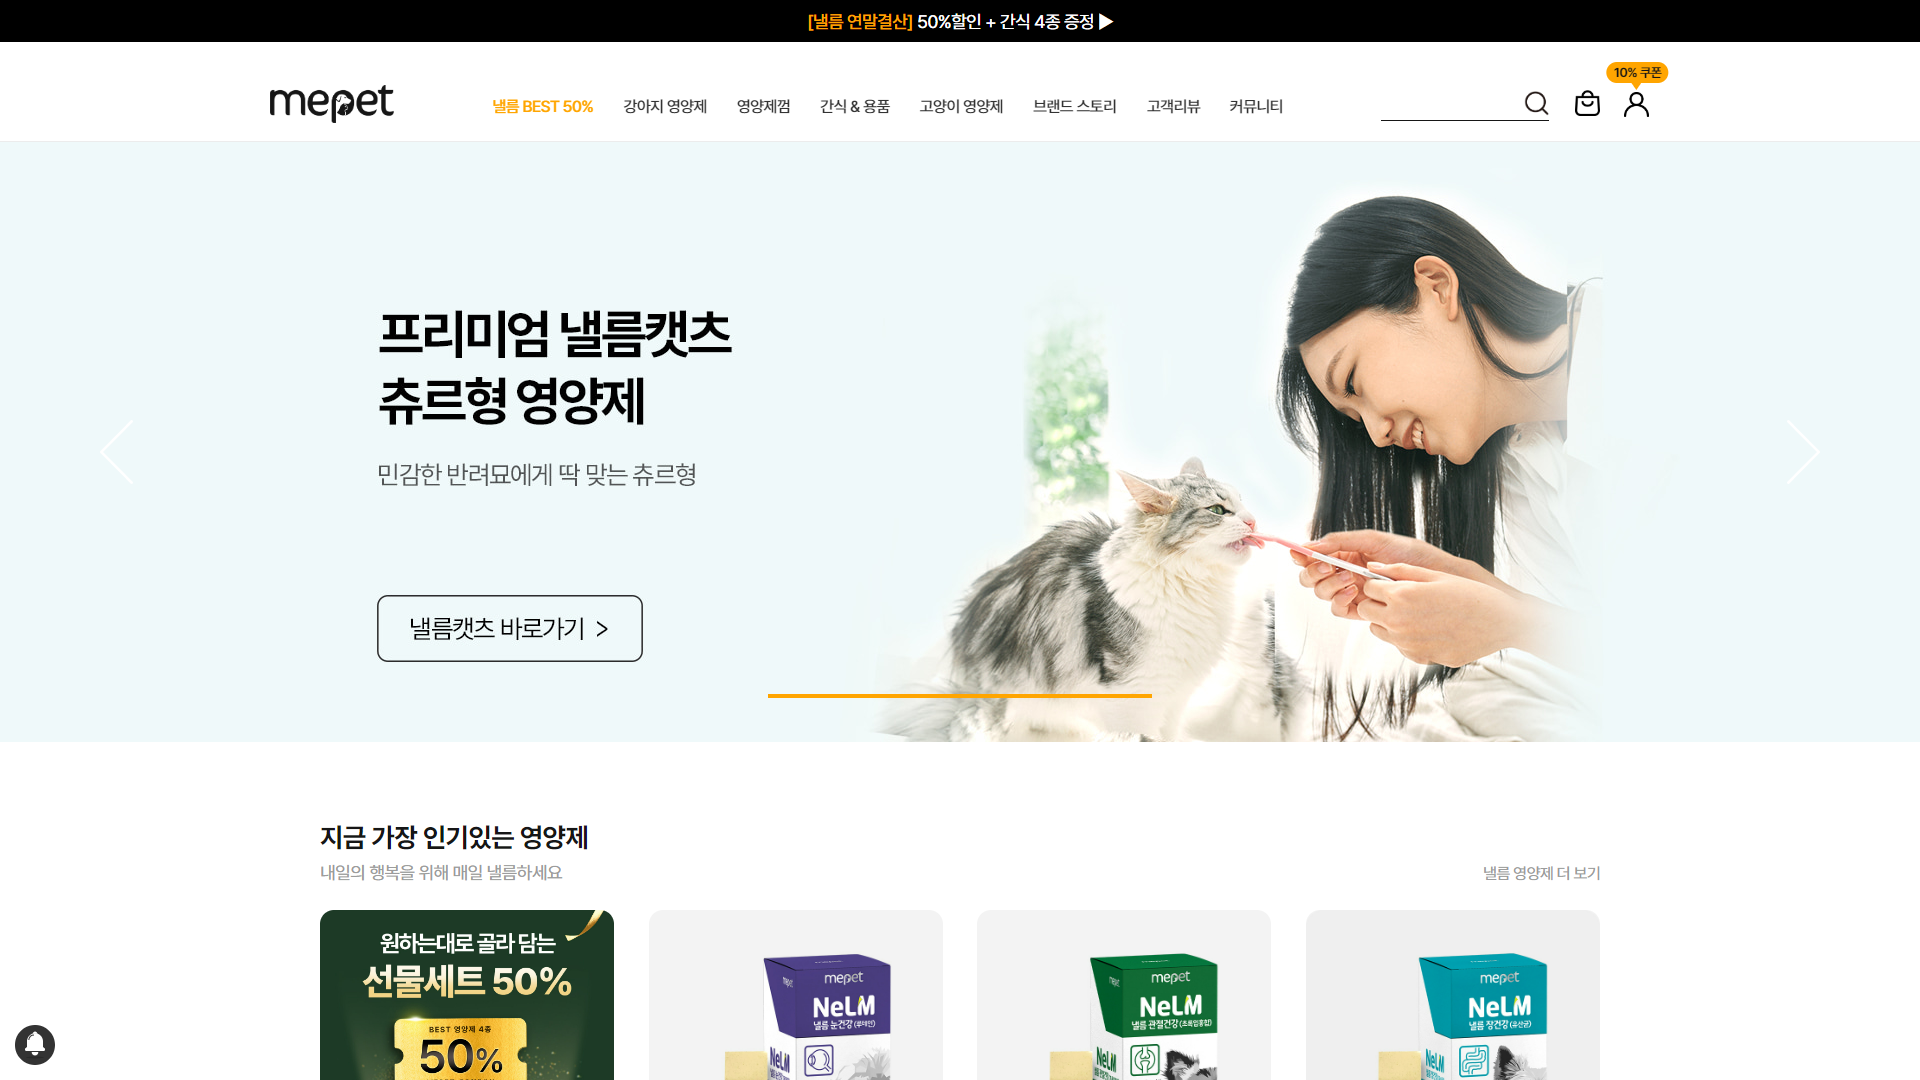 [낼름 연말결산] 50%할인 + 간식 4종 증정 ▶
10% 쿠폰
mepet
낼름 BEST 50%
강아지 영양제
영양제껌
간식 & 용품
고양이 영양제
브랜드 스토리
고객리뷰
커뮤니티
프리미엄 낼름캣츠
츄르형 영양제
민감한 반려묘에게 딱 맞는 츄르형
낼름캣츠 바로가기 >
지금 가장 인기있는 영양제
내일의 행복을 위해 매일 낼름하세요
낼름 영양제 더 보기
원하는대로 골라 담는
선물세트 50%
BEST 영양제 4종
50%
mepet
NeLM
낼름 눈건강 (루테인)
NeLM
mepet
NeLM
낼름 관절건강 (초록입홍합)
NeLM
mepet
NeLM
낼름 장건강 (유산균)
NeLM